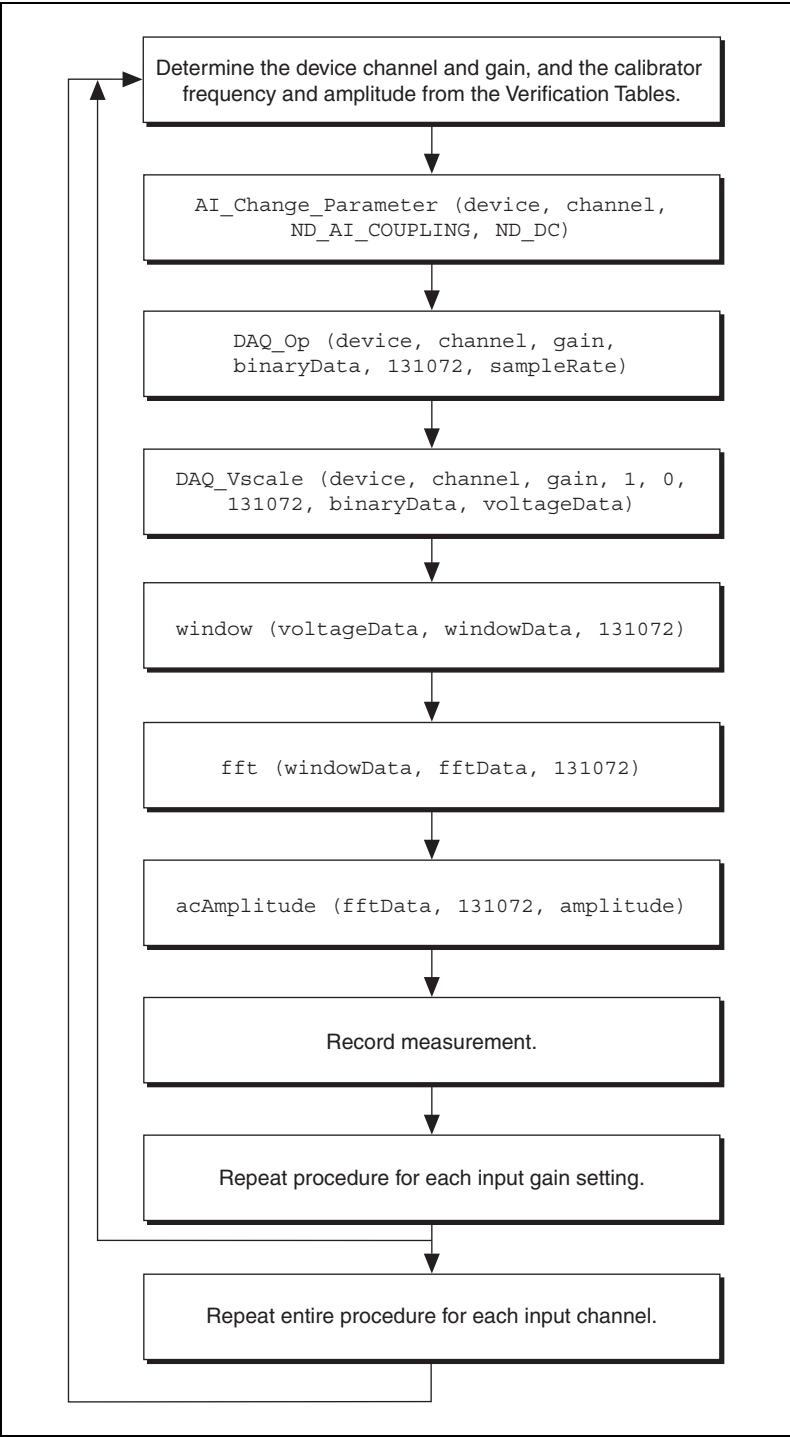 Determine the device channel and gain, and the calibrator
frequency and amplitude from the Verification Tables.
AI_Change_Parameter (device, channel,
ND_AI_COUPLING, ND_DC)
DAQ_Op (device, channel, gain,
binaryData, 131072, sampleRate)
DAQ_Vscale (device, channel, gain, 1, 0,
131072, binaryData, voltageData)
window (voltageData, windowData, 131072)
fft (windowData, fftData, 131072)
acAmplitude (fftData, 131072, amplitude)
Record measurement.
Repeat procedure for each input gain setting.
Repeat entire procedure for each input channel.